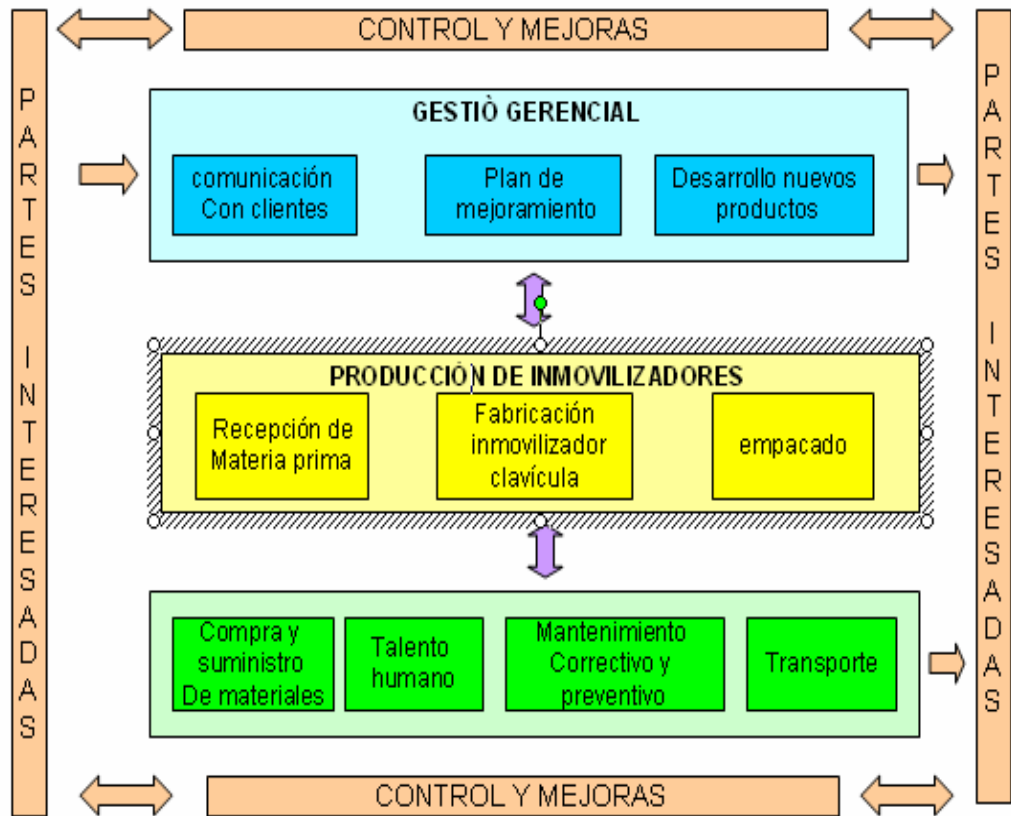 CONTROL Y MEJORAS
PARTES INTERESADAS
GESTIÒ GERENCIAL
comunicación
Con clientes
Plan de
mejoramiento
Desarrollo nuevos
productos
PRODUCCIÓN DE INMOVILIZADORES
Recepción de
Materia prima
Fabricación
inmovilizador
clavícula
empacado
Compra y
suministro
De materiales
Talento
humano
Mantenimiento
Correctivo y
preventivo
Transporte
PARTES INTERESADAS
CONTROL Y MEJORAS